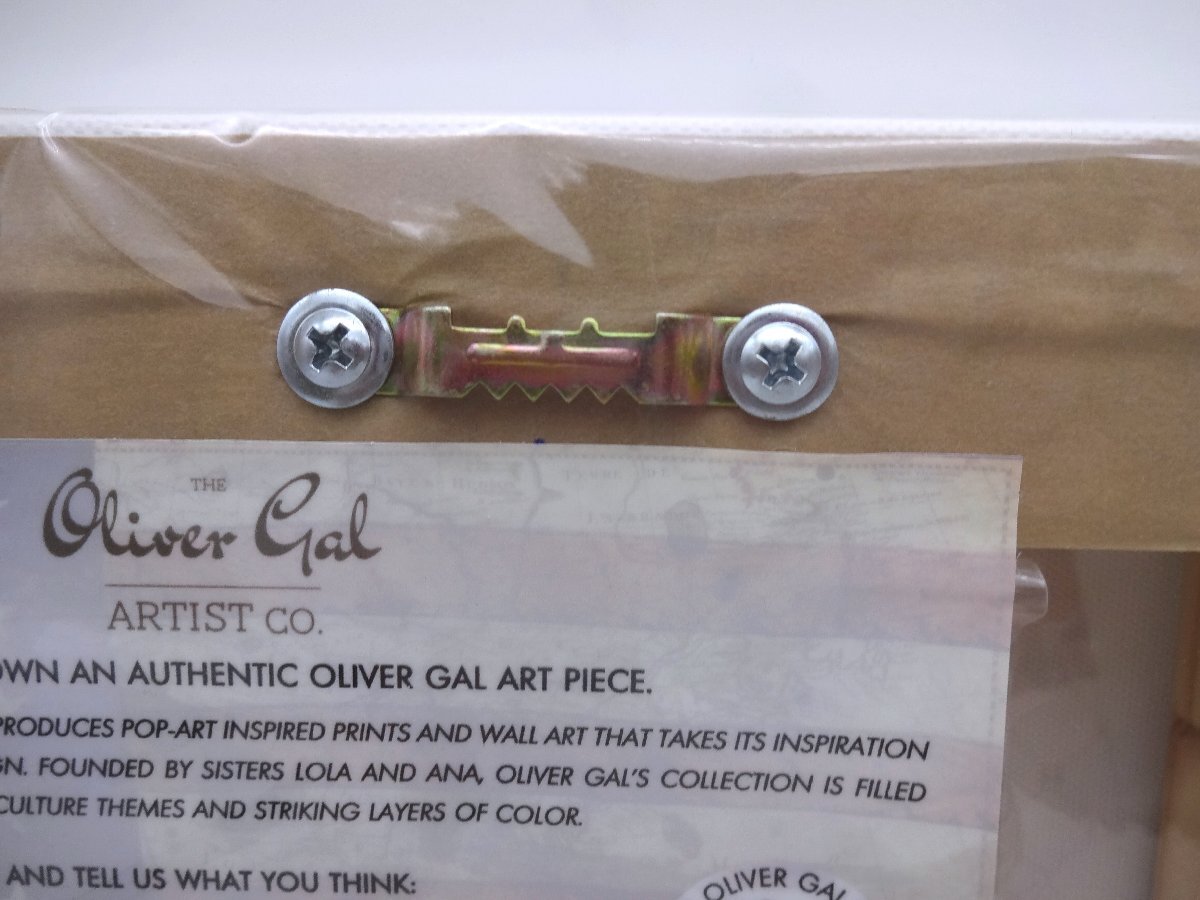 THE
Oliver Gal
ARTIST CO.
OWN AN AUTHENTIC OLIVER GAL ART PIECE.
PRODUCES POP-ART INSPIRED PRINTS AND WALL ART THAT TAKES ITS INSPIRATION
GN. FOUNDED BY SISTERS LOLA AND ANA, OLIVER GAL'S COLLECTION IS FILLED
CULTURE THEMES AND STRIKING LAYERS OF COLOR.
AND TELL US WHAT YOU THINK:
OLIVER GAL